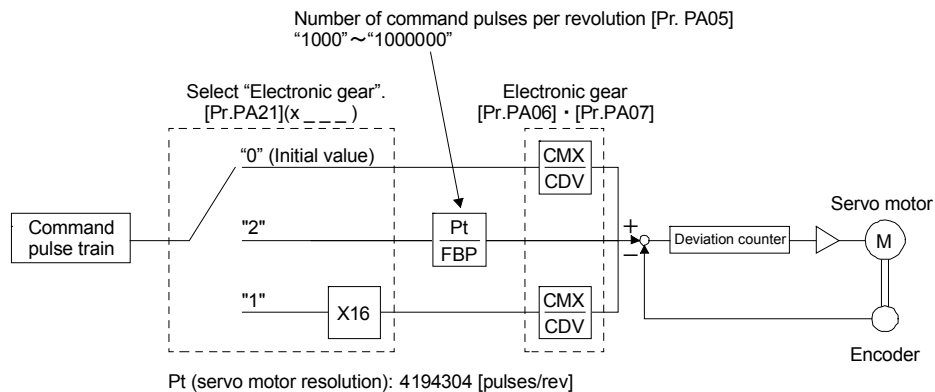 Number of command pulses per revolution [Pr. PA05]
“1000”～“1000000”
Select “Electronic gear”.
[Pr.PA21](x _ _ _ )
Electronic gear
[Pr.PA06]・[Pr.PA07]
“0” (Initial value)
CMX
CDV
Servo motor
Command
pulse train
"2"
Pt
FBP
+
−
Deviation counter
M
"1"
X16
CMX
CDV
Encoder
Pt (servo motor resolution): 4194304 [pulses/rev]